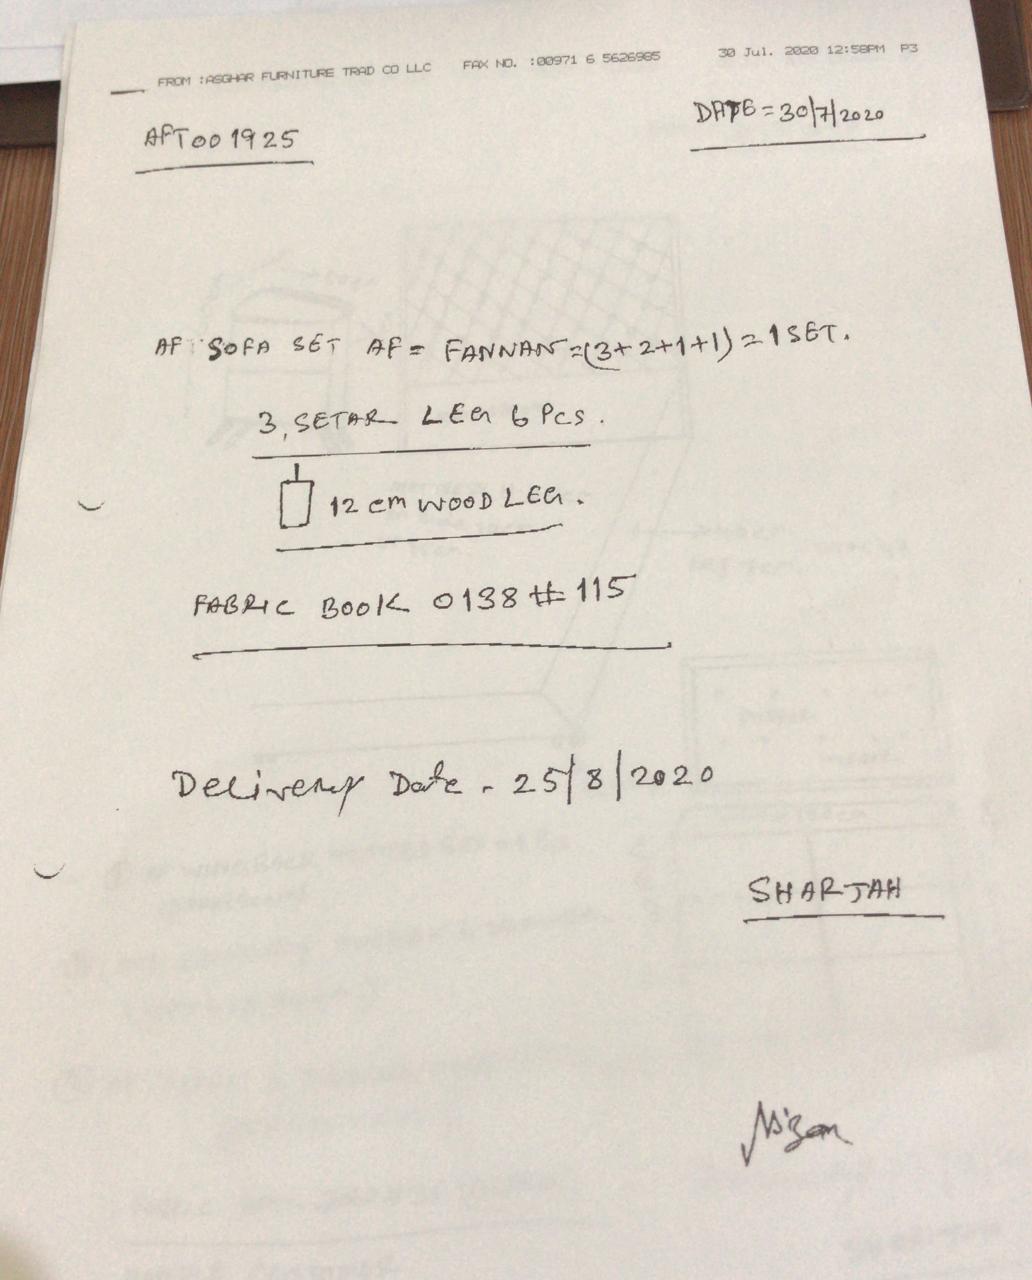 FROM :ASGHAR FURNITURE TRAD CO LLC FAX NO. :00971 6 5626985 30 Jul. 2020 12:58PM P3
AFT001925
DATE = 30/7/2020
AF SOFA SET AF = FANNAN =(3+2+1+1) = 1 SET.
3, SETAR LEG 6 Pcs.
12 cm WOOD LEG.
FABRIC BOOK 0138 # 115
Delivery Date - 25/8/2020
SHARJAH
Nizam